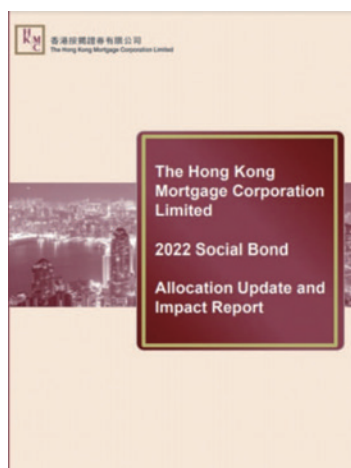 HKMC
香港按揭證券有限公司
The Hong Kong Mortgage Corporation Limited
The Hong Kong
Mortgage Corporation
Limited
2022 Social Bond
Allocation Update and
Impact Report